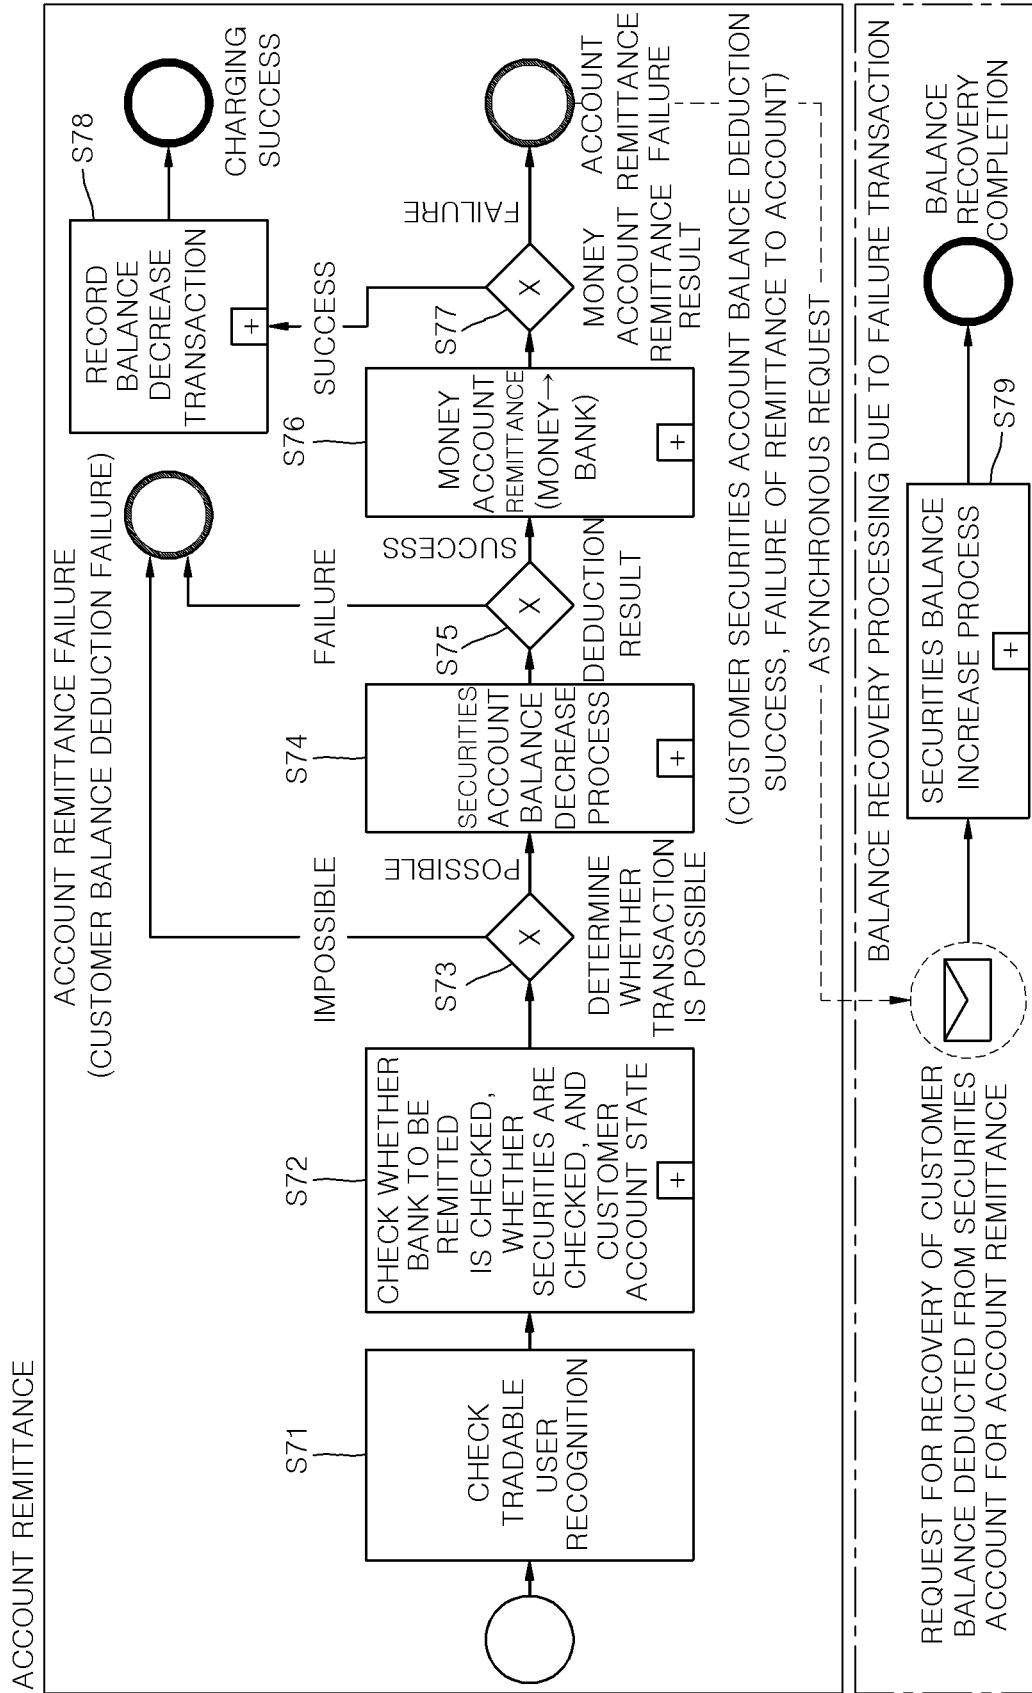 ACCOUNT REMITTANCE
S71
CHECK
TRADABLE
USER
RECOGNITION
S72
CHECK WHETHER
BANK TO BE
REMITTED
IS CHECKED,
WHETHER
SECURITIES ARE
CHECKED, AND
CUSTOMER
ACCOUNT STATE
+
S73
X
DETERMINE
WHETHER
TRANSACTION
IS POSSIBLE
IMPOSSIBLE
POSSIBLE
ACCOUNT REMITTANCE FAILURE
(CUSTOMER BALANCE DEDUCTION FAILURE)
S74
SECURITIES
ACCOUNT
BALANCE
DECREASE
PROCESS
+
S75
X
DEDUCTION
RESULT
FAILURE
SUCCESS
S76
MONEY
ACCOUNT
REMITTANCE
(MONEY→
BANK)
+
S77
X
MONEY
ACCOUNT
REMITTANCE
RESULT
SUCCESS
FAILURE
S78
RECORD
BALANCE
DECREASE
TRANSACTION
+
CHARGING
SUCCESS
ACCOUNT
REMITTANCE
FAILURE
(CUSTOMER SECURITIES ACCOUNT BALANCE DEDUCTION
SUCCESS, FAILURE OF REMITTANCE TO ACCOUNT)
ASYNCHRONOUS REQUEST
BALANCE RECOVERY PROCESSING DUE TO FAILURE TRANSACTION
REQUEST FOR RECOVERY OF CUSTOMER
BALANCE DEDUCTED FROM SECURITIES
ACCOUNT FOR ACCOUNT REMITTANCE
SECURITIES BALANCE
INCREASE PROCESS
+
S79
BALANCE
RECOVERY
COMPLETION